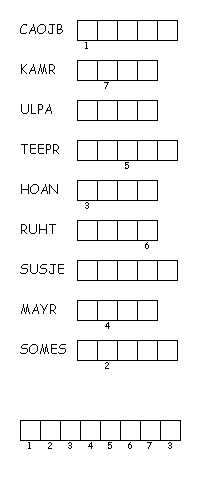 CAOJB
1
KAMR
7
ULPA
TEEPR
5
HOAN
3
RUHT
6
SUSJE
MAYR
4
SOMES
2
1 2 3 4 5 6 7 3